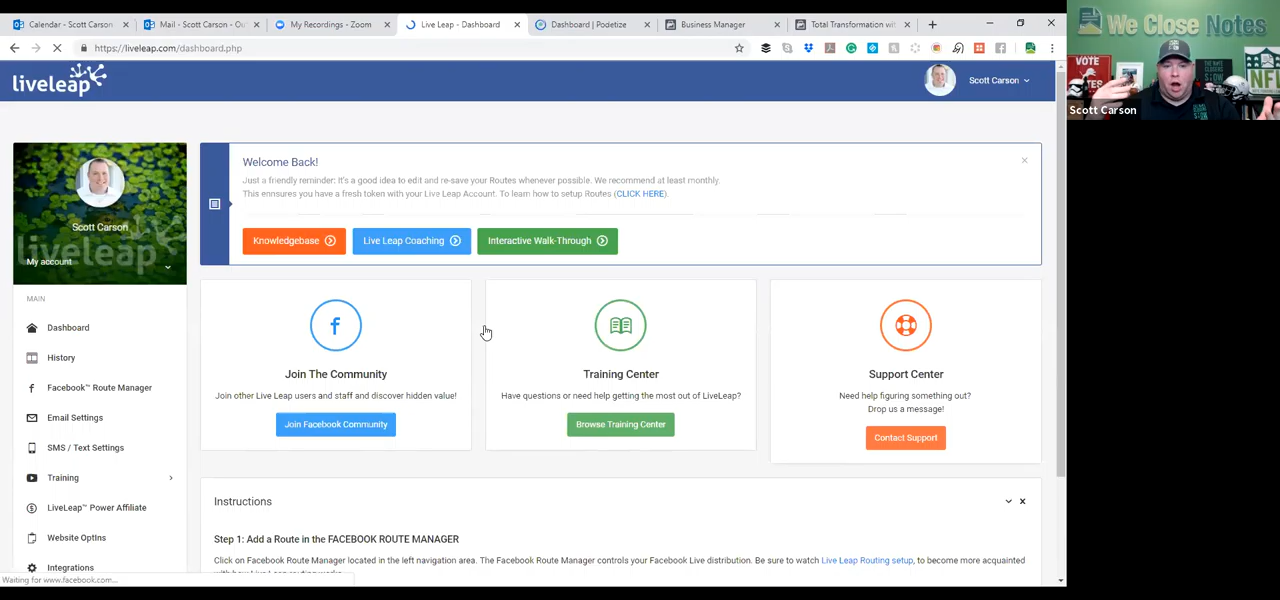 Calendar - Scott Carson
Mail - Scott Carson - Ou
My Recordings - Zoom
Live Leap - Dashboard
Dashboard | Podetize
Business Manager
Total Transformation wi
https://liveleap.com/dashboard.php
We Close Notes
VOTE
NFL
Scott Carson
liveleap
Scott Carson
Scott Carson
liveleap
My account
MAIN
Dashboard
History
Facebook™ Route Manager
Email Settings
SMS / Text Settings
Training
LiveLeap™ Power Affiliate
Website OptIns
Integrations
Welcome Back!
Just a friendly reminder: it's a good idea to edit and re-save your Routes whenever possible. We recommend at least monthly.
This ennsures you have a fresh token with your Live Leap Account. To learn how to setup Routes (CLICK HERE).
Knowledgebase
Live Leap Coaching
Interactive Walk-Through
Join The Community
Join other Live Leap users and staff and discover hidden value!
Join Facebook Community
Training Center
Have questions or need help getting the most out of LiveLeap?
Browse Training Center
Support Center
Need help figuring something out?
Drop us a message!
Contact Support
Instructions
Step 1: Add a Route in the FACEBOOK ROUTE MANAGER
Click on Facebook Route Manager located in the left navigation area. The Facebook Route Manager controls your Facebook Live distribution. Be sure to watch Live Leap Routing setup, to become more acquainted
Waiting for www.facebook.com...